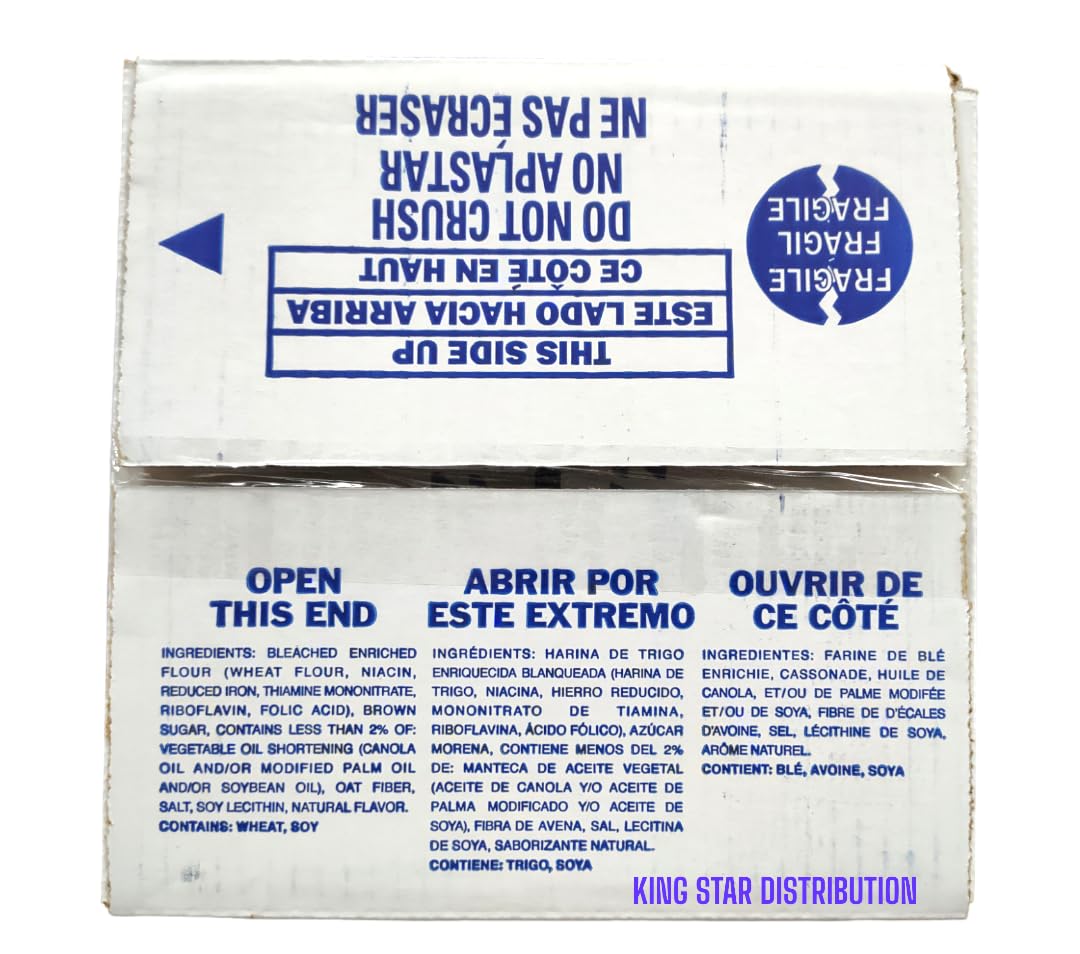 NE PAS ÉCRASER
NO APLASTAR
DO NOT CRUSH
CE CÔTÉ EN HAUT
ESTE LADO HACIA ARRIBA
THIS SIDE UP
FRAGILE
FRÁGIL
FRAGILE
OPEN
THIS END
INGREDIENTS: BLEACHED ENRICHED
FLOUR (WHEAT FLOUR, NIACIN,
REDUCED IRON, THIAMINE MONONITRATE,
RIBOFLAVIN, FOLIC ACID), BROWN
SUGAR, CONTAINS LESS THAN 2% OF:
VEGETABLE OIL SHORTENING (CANOLA
OIL AND/OR MODIFIED PALM OIL
AND/OR SOYBEAN OIL), OAT FIBER,
SALT, SOY LECITHIN, NATURAL FLAVOR.
CONTAINS: WHEAT, SOY
ABRIR POR
ESTE EXTREMO
INGRÉDIENTS: HARINA DE TRIGO
ENRIQUECIDA BLANQUEADA (HARINA DE
TRIGO, NIACINA, HIERRO REDUCIDO,
MONONITRATO DE TIAMINA,
RIBOFLAVINA, ÁCIDO FÓLICO), AZÚCAR
MORENA, CONTIENE MENOS DEL 2%
DE: MANTECA DE ACEITE VEGETAL
(ACEITE DE CANOLA Y/O ACEITE DE
PALMA MODIFICADO Y/O ACEITE DE
SOYA), FIBRA DE AVENA, SAL, LECITINA
DE SOYA, SABORIZANTE NATURAL.
CONTIENE: TRIGO, SOYA
OUVRIR DE
CE CÔTÉ
INGREDIENTES: FARINE DE BLÉ
ENRICHIE, CASSONADE, HUILE DE
CANOLA, ET/OU DE PALME MODIFÉE
ET/OU DE SOYA, FIBRE DE D'ÉCALES
D'AVOINE, SEL, LÉCITHINE DE SOYA,
ARÔME NATUREL.
CONTIENT: BLÉ, AVOINE, SOYA
KING STAR DISTRIBUTION